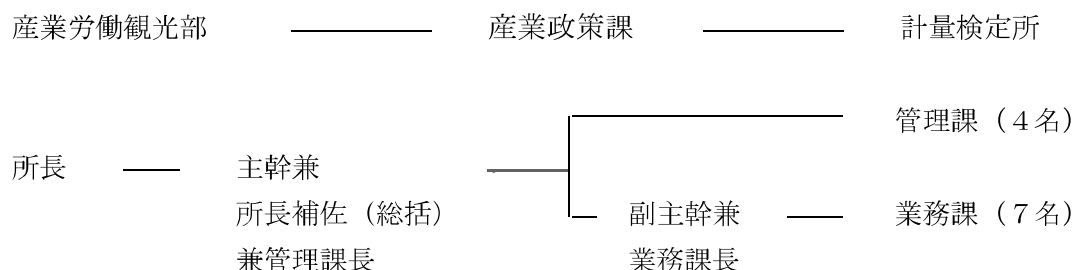 産業労働観光部 産業政策課 計量検定所
管理課（４名）
所長 主幹兼
所長補佐（総括） 副主幹兼 業務課（７名）
兼管理課長 業務課長